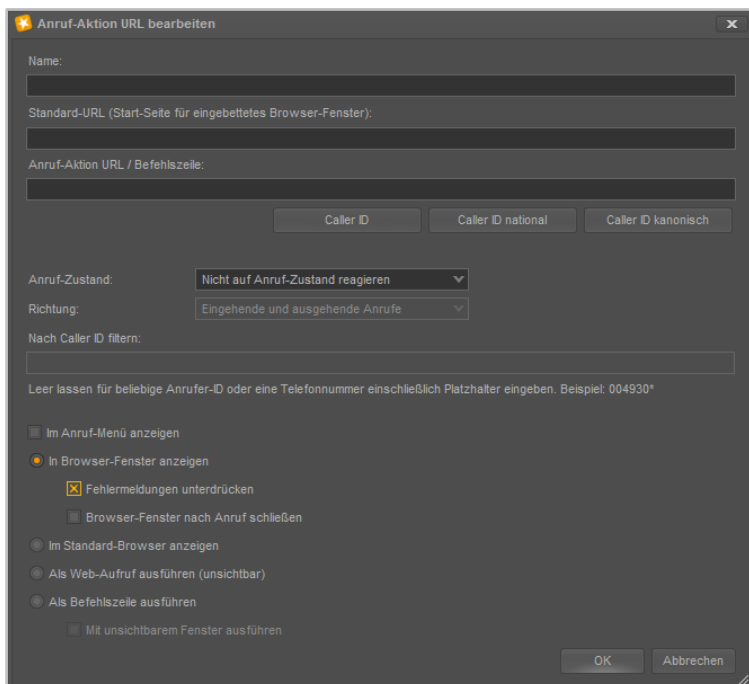 Anruf-Aktion URL bearbeiten
Name:
Standard-URL (Start-Seite für eingebettetes Browser-Fenster):
Anruf-Aktion URL / Befehlszeile:
Caller ID Caller ID national Caller ID kanonisch
Anruf-Zustand: Nicht auf Anruf-Zustand reagieren
Richtung: Eingehende und ausgehende Anrufe
Nach Caller ID filtern:
Leer lassen für beliebige Anrufer-ID oder eine Telefonnummer einschließlich Platzhalter eingeben. Beispiel: 004930*
Im Anruf-Menü anzeigen
In Browser-Fenster anzeigen
Fehlermeldungen unterdrücken
Browser-Fenster nach Anruf schließen
Im Standard-Browser anzeigen
Als Web-Aufruf ausführen (unsichtbar)
Als Befehlszeile ausführen
Mit unsichtbarem Fenster ausführen
OK Abbrechen